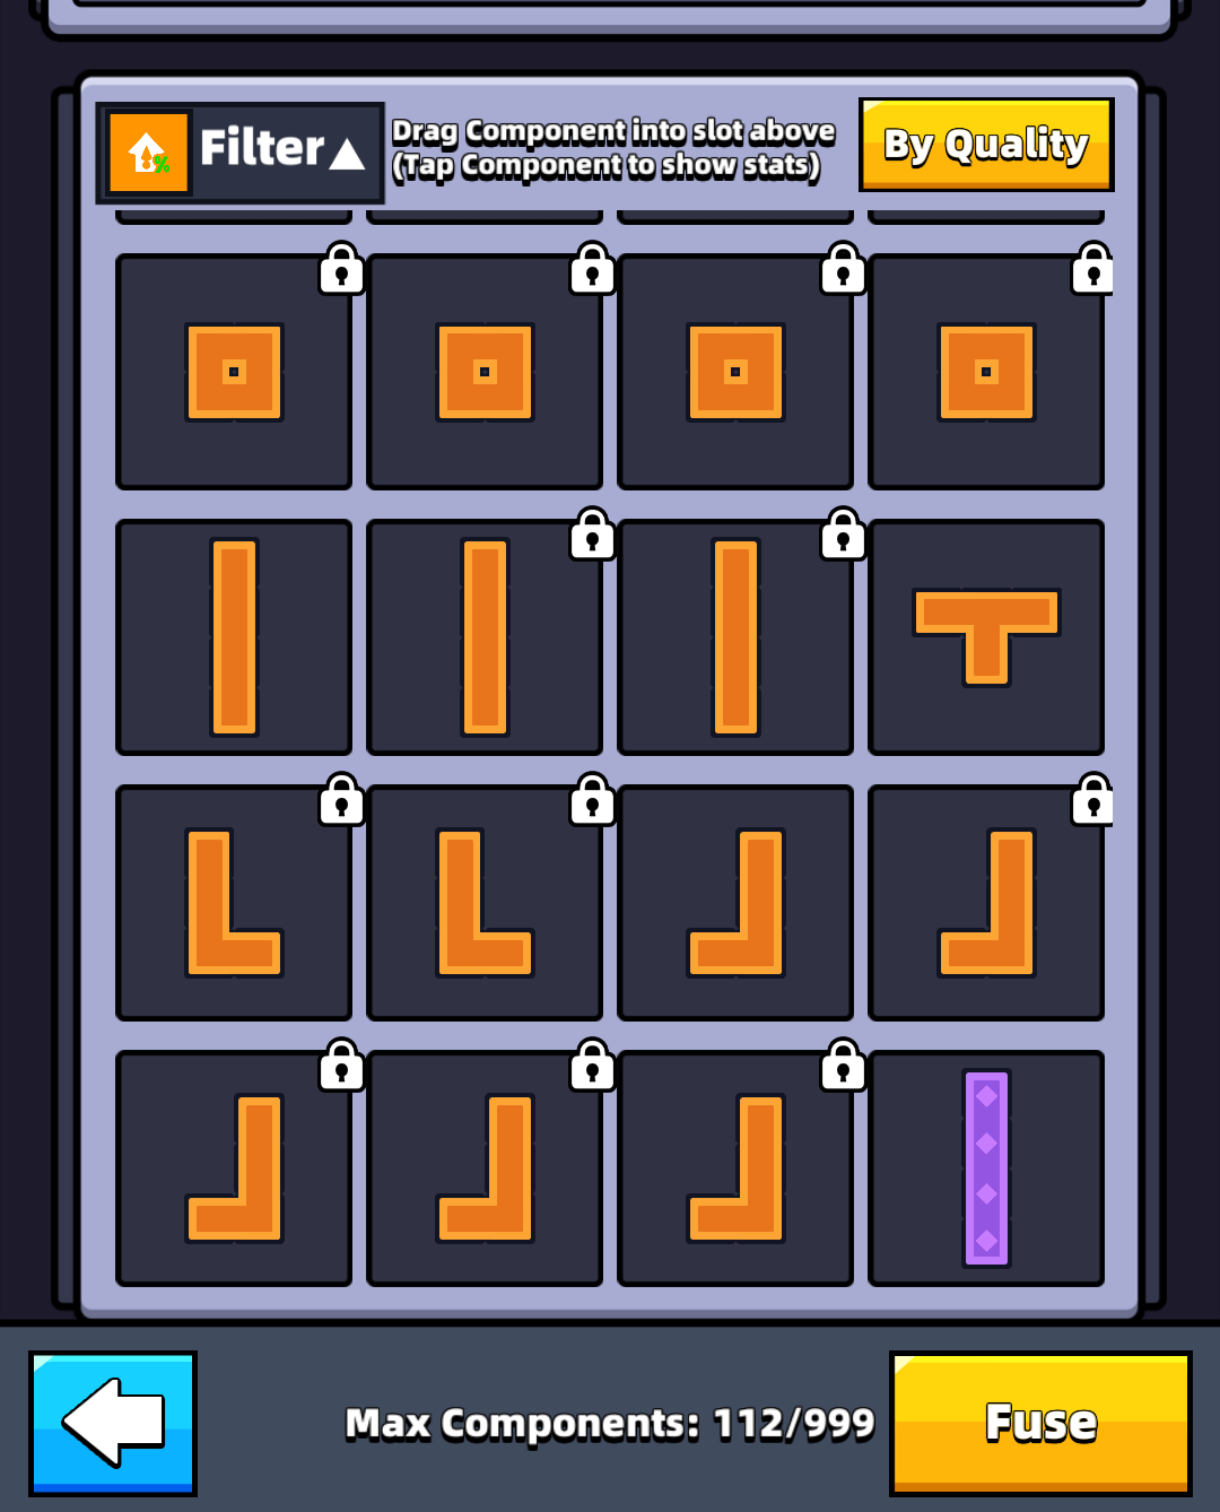 %
Filter▲
Drag Component into slot above
(Tap Component to show stats)
By Quality
Max Components: 112/999
Fuse